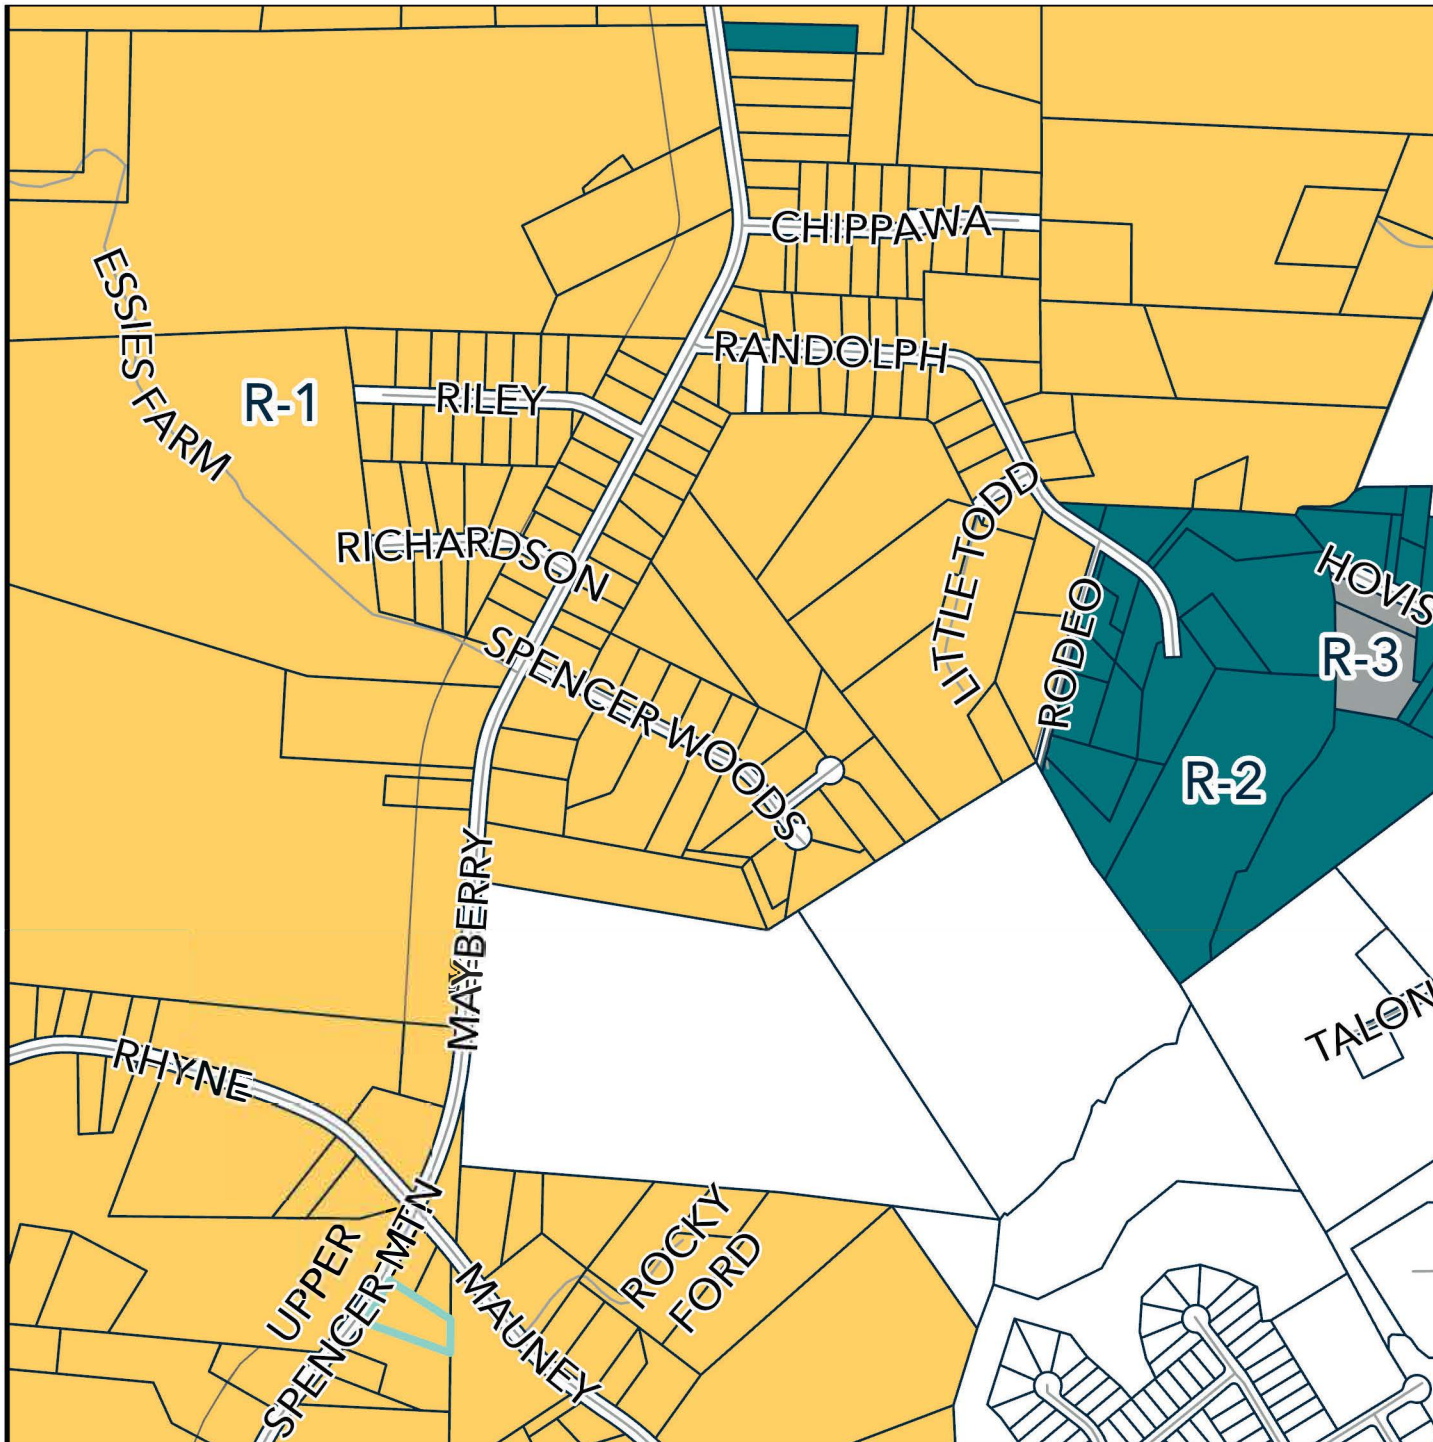 CHIPPAWA
ESSIES FARM
RANDOLPH
R-1
RILEY
LITTLE TODD
RICHARDSON
HOVIS
RODEO
R-3
SPENCER WOODS
R-2
MAYBERRY
TALON
RHYNE
ROCKY
FORD
UPPER
SPENCER MTN
MAUNEY